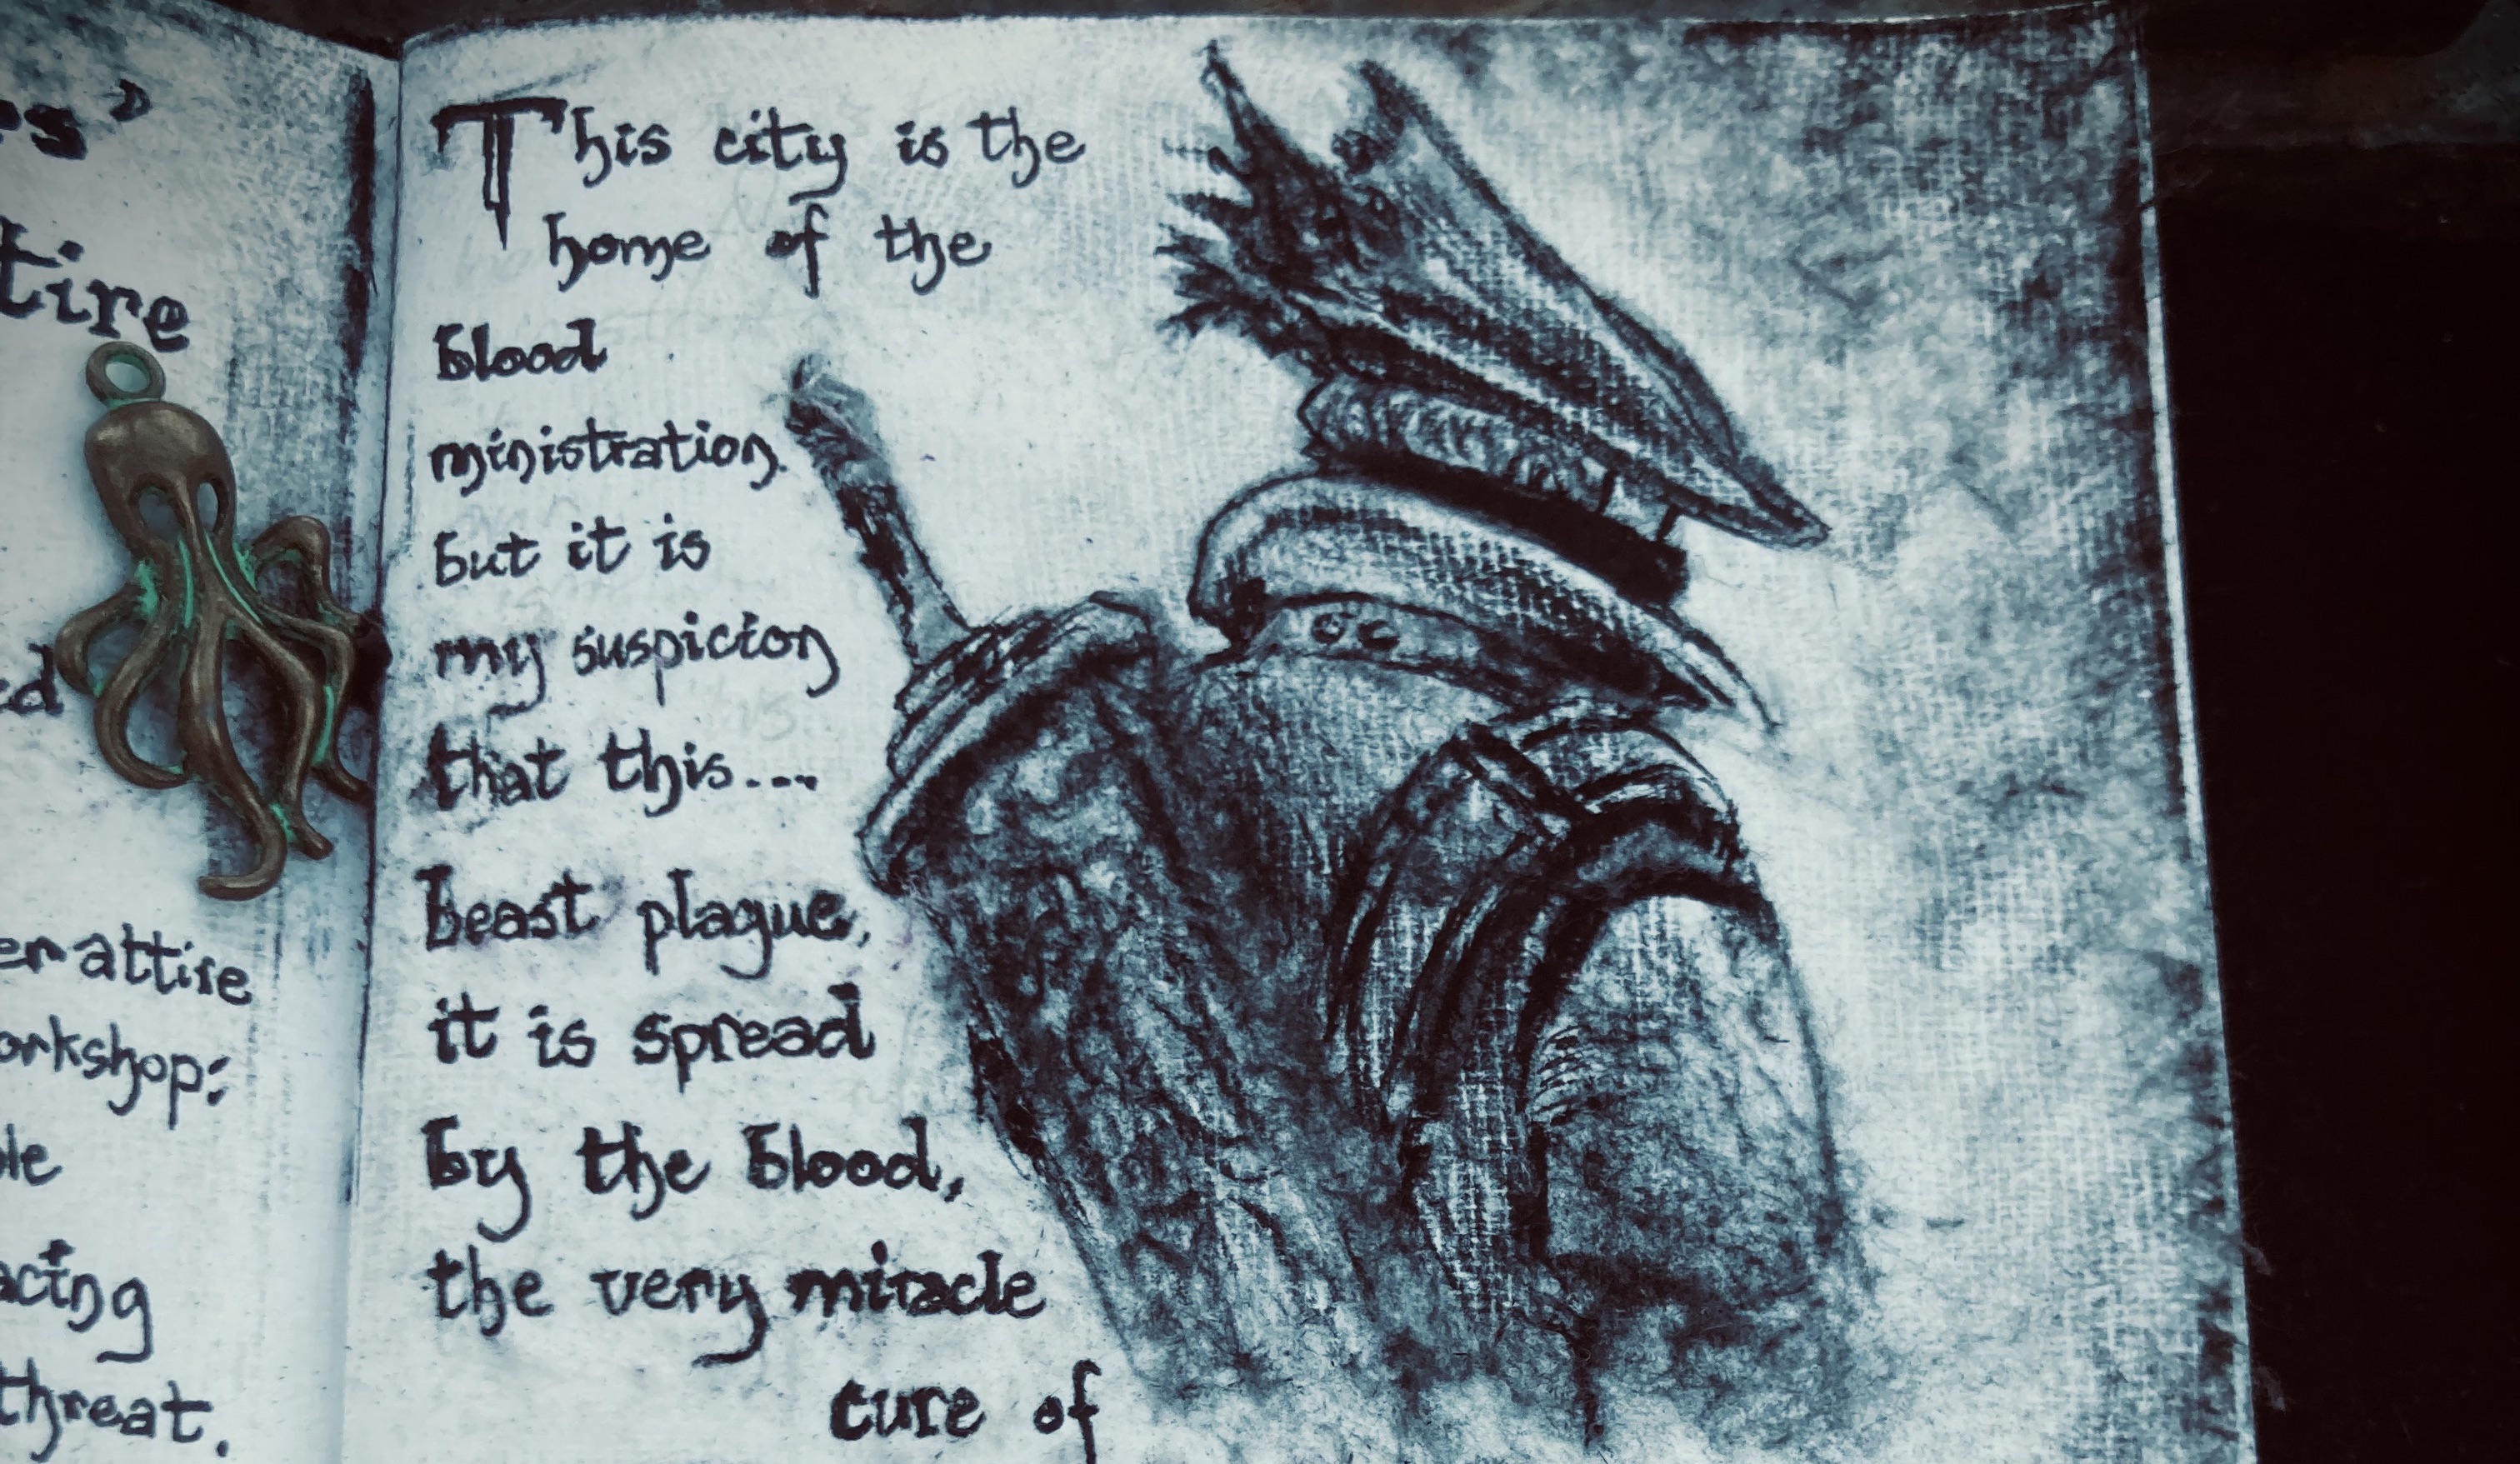 s'
tire
ed
er attire
orkshop:
le
acing
threat.
This city is the
home of the
blood
ministration.
but it is
my suspicion
that this....
beast plague,
it is spread
by the blood,
the very miracle
cure of